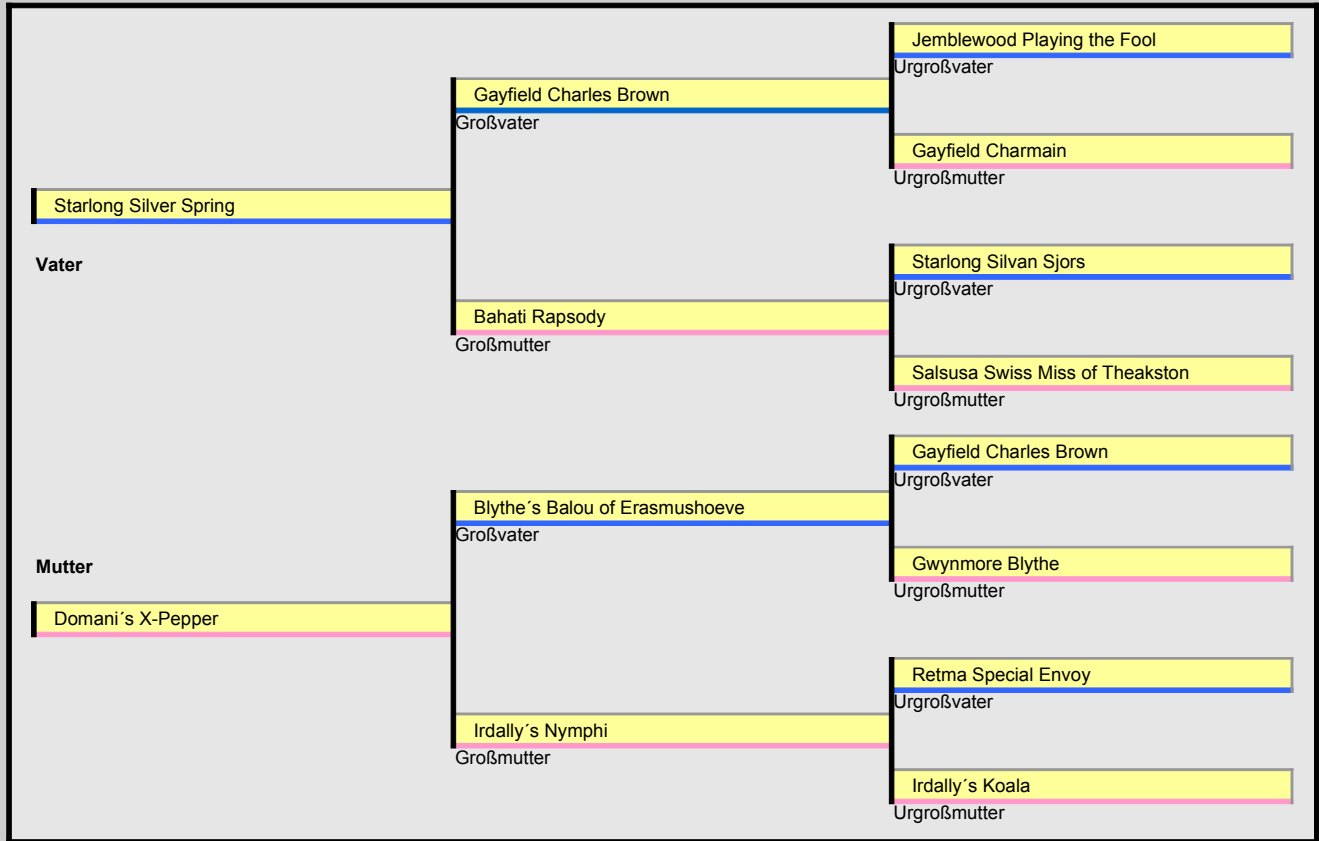 Jemblewood Playing the Fool
Urgroßvater
Gayfield Charles Brown
Großvater
Gayfield Charmain
Urgroßmutter
Starlong Silver Spring
Vater
Starlong Silvan Sjors
Urgroßvater
Bahati Rapsody
Großmutter
Salsusa Swiss Miss of Theakston
Urgroßmutter
Gayfield Charles Brown
Urgroßvater
Blythe´s Balou of Erasmushoeve
Großvater
Mutter
Gwynmore Blythe
Urgroßmutter
Domani´s X-Pepper
Retma Special Envoy
Urgroßvater
Irdally´s Nymphi
Großmutter
Irdally´s Koala
Urgroßmutter